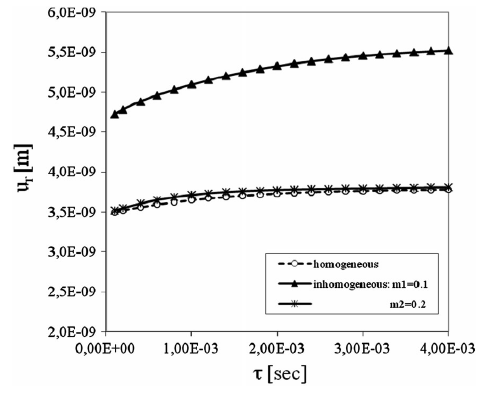 6,0E-09
5,5E-09
5,0E-09
4,5E-09
4,0E-09
3,5E-09
3,0E-09
2,5E-09
2,0E-09
u_r [m]
homogeneous
inhomogeneous: m1=0.1
m2=0.2
0,00E+00 1,00E-03 2,00E-03 3,00E-03 4,00E-03
τ [sec]